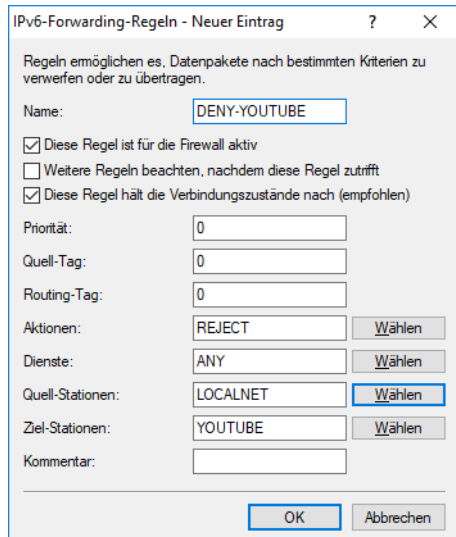 IPv6-Forwarding-Regeln - Neuer Eintrag ? ×
Regeln ermöglichen es, Datenpakete nach bestimmten Kriterien zu
verwerfen oder zu übertragen.
Name: DENY-YOUTUBE
Diese Regel ist für die Firewall aktiv
Weitere Regeln beachten, nachdem diese Regel zutrifft
Diese Regel hält die Verbindungszustände nach (empfohlen)
Priorität: 0
Quell-Tag: 0
Routing-Tag: 0
Aktionen: REJECT Wählen
Dienste: ANY Wählen
Quell-Stationen: LOCALNET Wählen
Ziel-Stationen: YOUTUBE Wählen
Kommentar:
OK Abbrechen